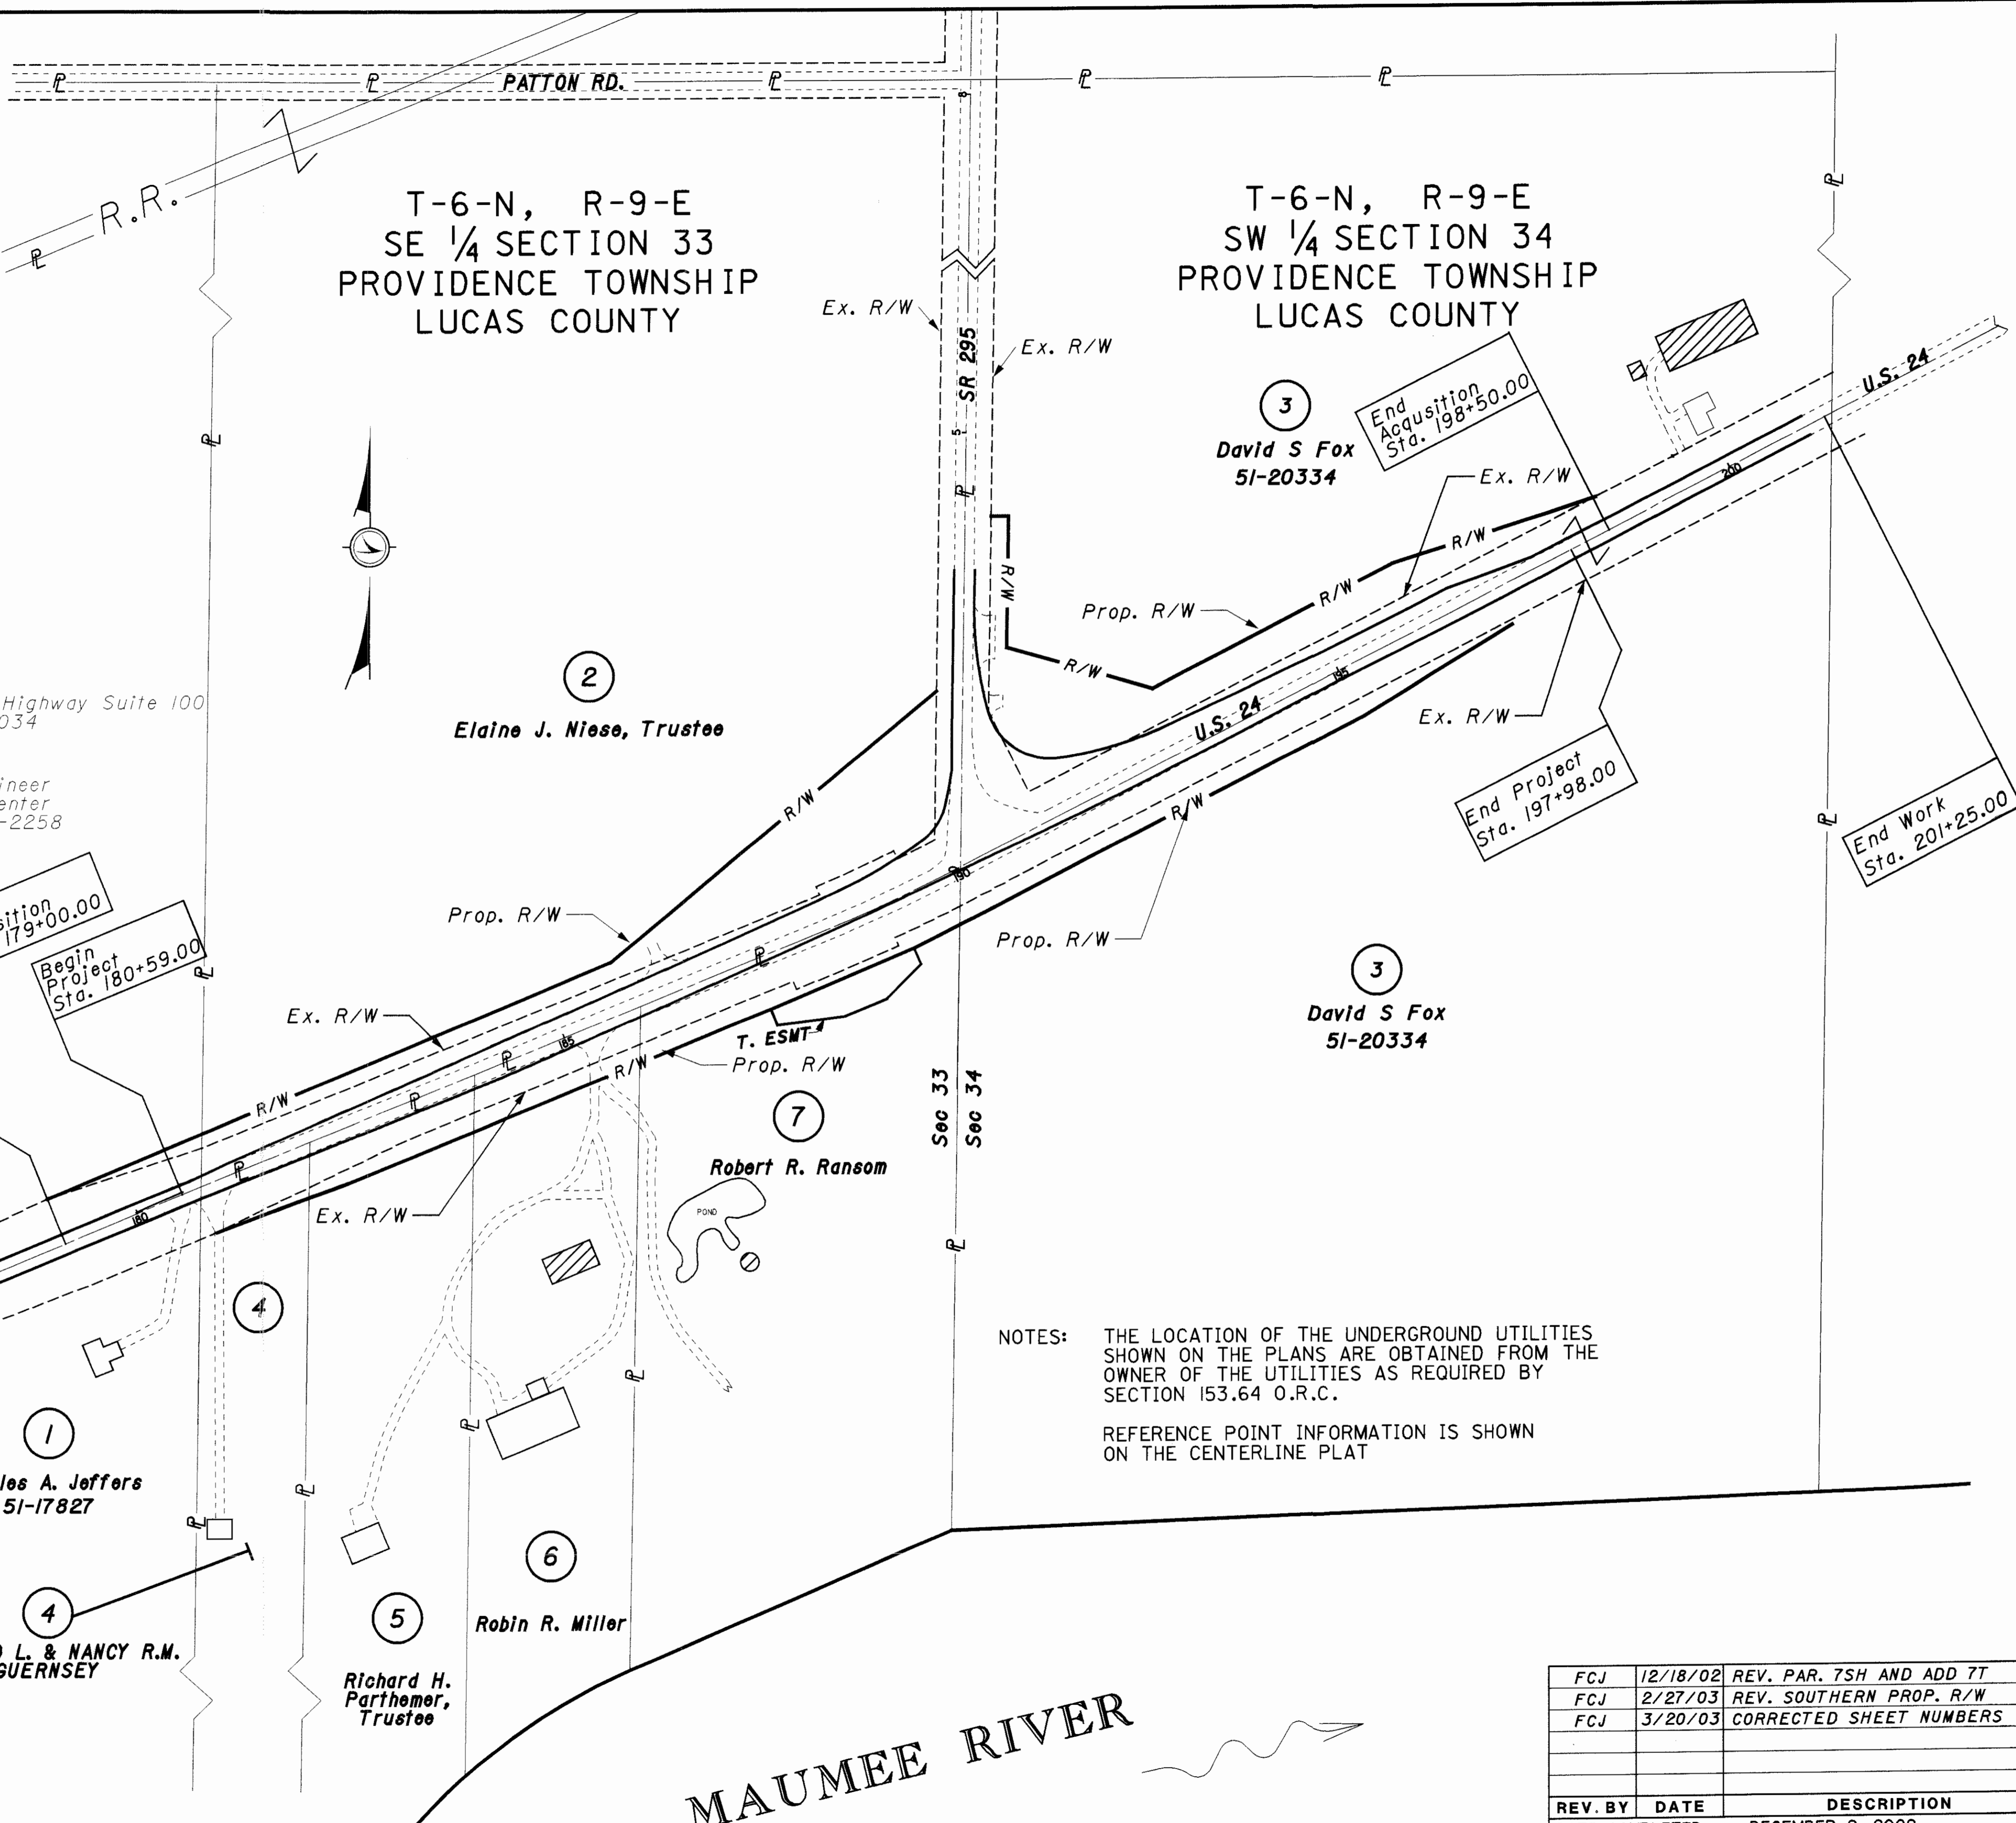 PATTON RD.
R.R.
T-6-N, R-9-E
SE 1/4 SECTION 33
PROVIDENCE TOWNSHIP
LUCAS COUNTY
T-6-N, R-9-E
SW 1/4 SECTION 34
PROVIDENCE TOWNSHIP
LUCAS COUNTY
8
Ex. R/W
Ex. R/W
SR 295
5
3
David S Fox
51-20334
End
Acqusition
Sta. 198+50.00
U.S. 24
200
Ex. R/W
R/W
R/W
R/W
R/W
Prop. R/W
195
U.S. 24
Ex. R/W
End Project
Sta. 197+98.00
End Work
Sta. 201+25.00
2
Elaine J. Niese, Trustee
Highway Suite 100
034
-2258
179+00.00
Begin
Project
Sta. 180+59.00
R/W
R/W
190
Prop. R/W
Prop. R/W
3
David S Fox
51-20334
Ex. R/W
185
T. ESMT
Prop. R/W
R/W
R/W
Sec 33
Sec 34
7
Robert R. Ransom
POND
Ex. R/W
180
4
NOTES: THE LOCATION OF THE UNDERGROUND UTILITIES
SHOWN ON THE PLANS ARE OBTAINED FROM THE
OWNER OF THE UTILITIES AS REQUIRED BY
SECTION 153.64 O.R.C.
REFERENCE POINT INFORMATION IS SHOWN
ON THE CENTERLINE PLAT
1
les A. Jeffers
51-17827
4
L. & NANCY R.M.
GUERNSEY
5
Richard H.
Parthemer,
Trustee
6
Robin R. Miller
MAUMEE RIVER
FCJ 12/18/02 REV. PAR. 7SH AND ADD 7T
FCJ 2/27/03 REV. SOUTHERN PROP. R/W
FCJ 3/20/03 CORRECTED SHEET NUMBERS
REV. BY DATE DESCRIPTION